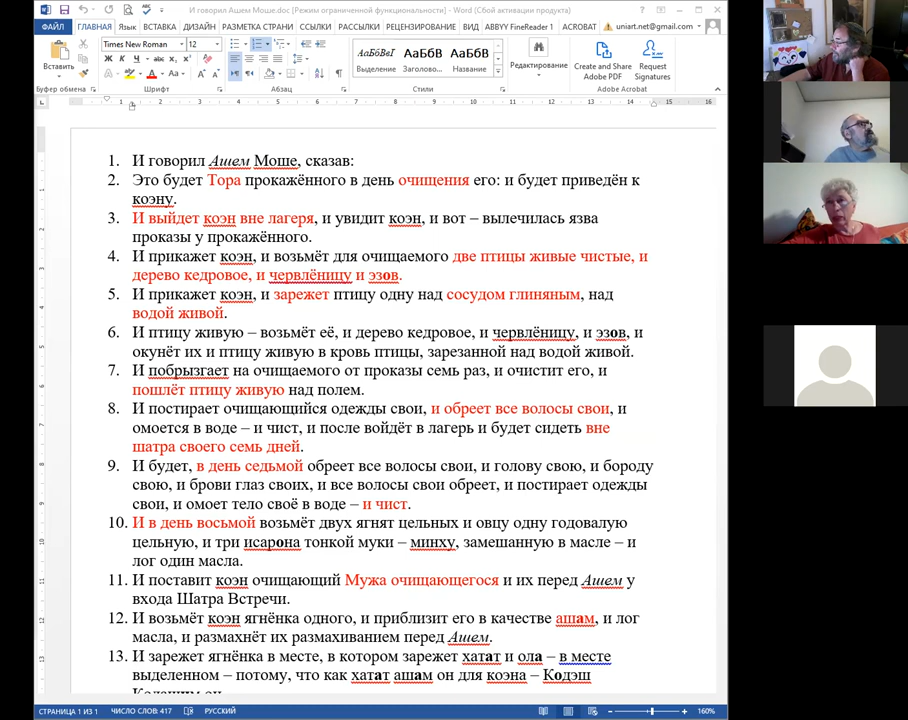 И говорил Ашем Моше.doc [Режим ограниченной функциональности] - Word (Сбой активации продукта)
ФАЙЛ ГЛАВНАЯ Язык ВСТАВКА ДИЗАЙН РАЗМЕТКА СТРАНИ ССЫЛКИ РАССЫЛКИ РЕЦЕНЗИРОВАНИЕ ВИД ABBYY FineReader 1 ACROBAT uniart.net@gmail.com
Times New Roman 12
АаБбВвГ АаБбВ АаБбВв
Вставить
Выделение Заголово... Название
Редактирование
Create and Share Adobe PDF
Request Signatures
Буфер обмена Шрифт Абзац Стили Adobe Acrobat
1. И говорил Ашем Моше, сказав:
2. Это будет Тора прокажённого в день очищения его: и будет приведён к
коэну.
3. И выйдет коэн вне лагеря, и увидит коэн, и вот – вылечилась язва
проказы у прокажённого.
4. И прикажет коэн, и возьмёт для очищаемого две птицы живые чистые, и
дерево кедровое, и червлёницу и эзов.
5. И прикажет коэн, и зарежет птицу одну над сосудом глиняным, над
водой живой.
6. И птицу живую – возьмёт её, и дерево кедровое, и червлёницу, и эзов, и
окунёт их и птицу живую в кровь птицы, зарезанной над водой живой.
7. И побрызгает на очищаемого от проказы семь раз, и очистит его, и
пошлёт птицу живую над полем.
8. И постирает очищающийся одежды свои, и обреет все волосы свои, и
омоется в воде – и чист, и после войдёт в лагерь и будет сидеть вне
шатра своего семь дней.
9. И будет, в день седьмой обреет все волосы свои, и голову свою, и бороду
свою, и брови глаз своих, и все волосы свои обреет, и постирает одежды
свои, и омоет тело своё в воде – и чист.
10. И в день восьмой возьмёт двух ягнят цельных и овцу одну годовалую
цельную, и три исарона тонкой муки – минху, замешанную в масле – и
лог один масла.
11. И поставит коэн очищающий Мужа очищающегося и их перед Ашем у
входа Шатра Встречи.
12. И возьмёт коэн ягнёнка одного, и приблизит его в качестве ашам, и лог
масла, и размахнёт их размахиванием перед Ашем.
13. И зарежет ягнёнка в месте, в котором зарежет хатат и ола – в месте
выделенном – потому, что как хатат ашам он для коэна – Кодэш
Кодашим он
СТРАНИЦА 1 ИЗ 1 ЧИСЛО СЛОВ: 417 РУССКИЙ 160%